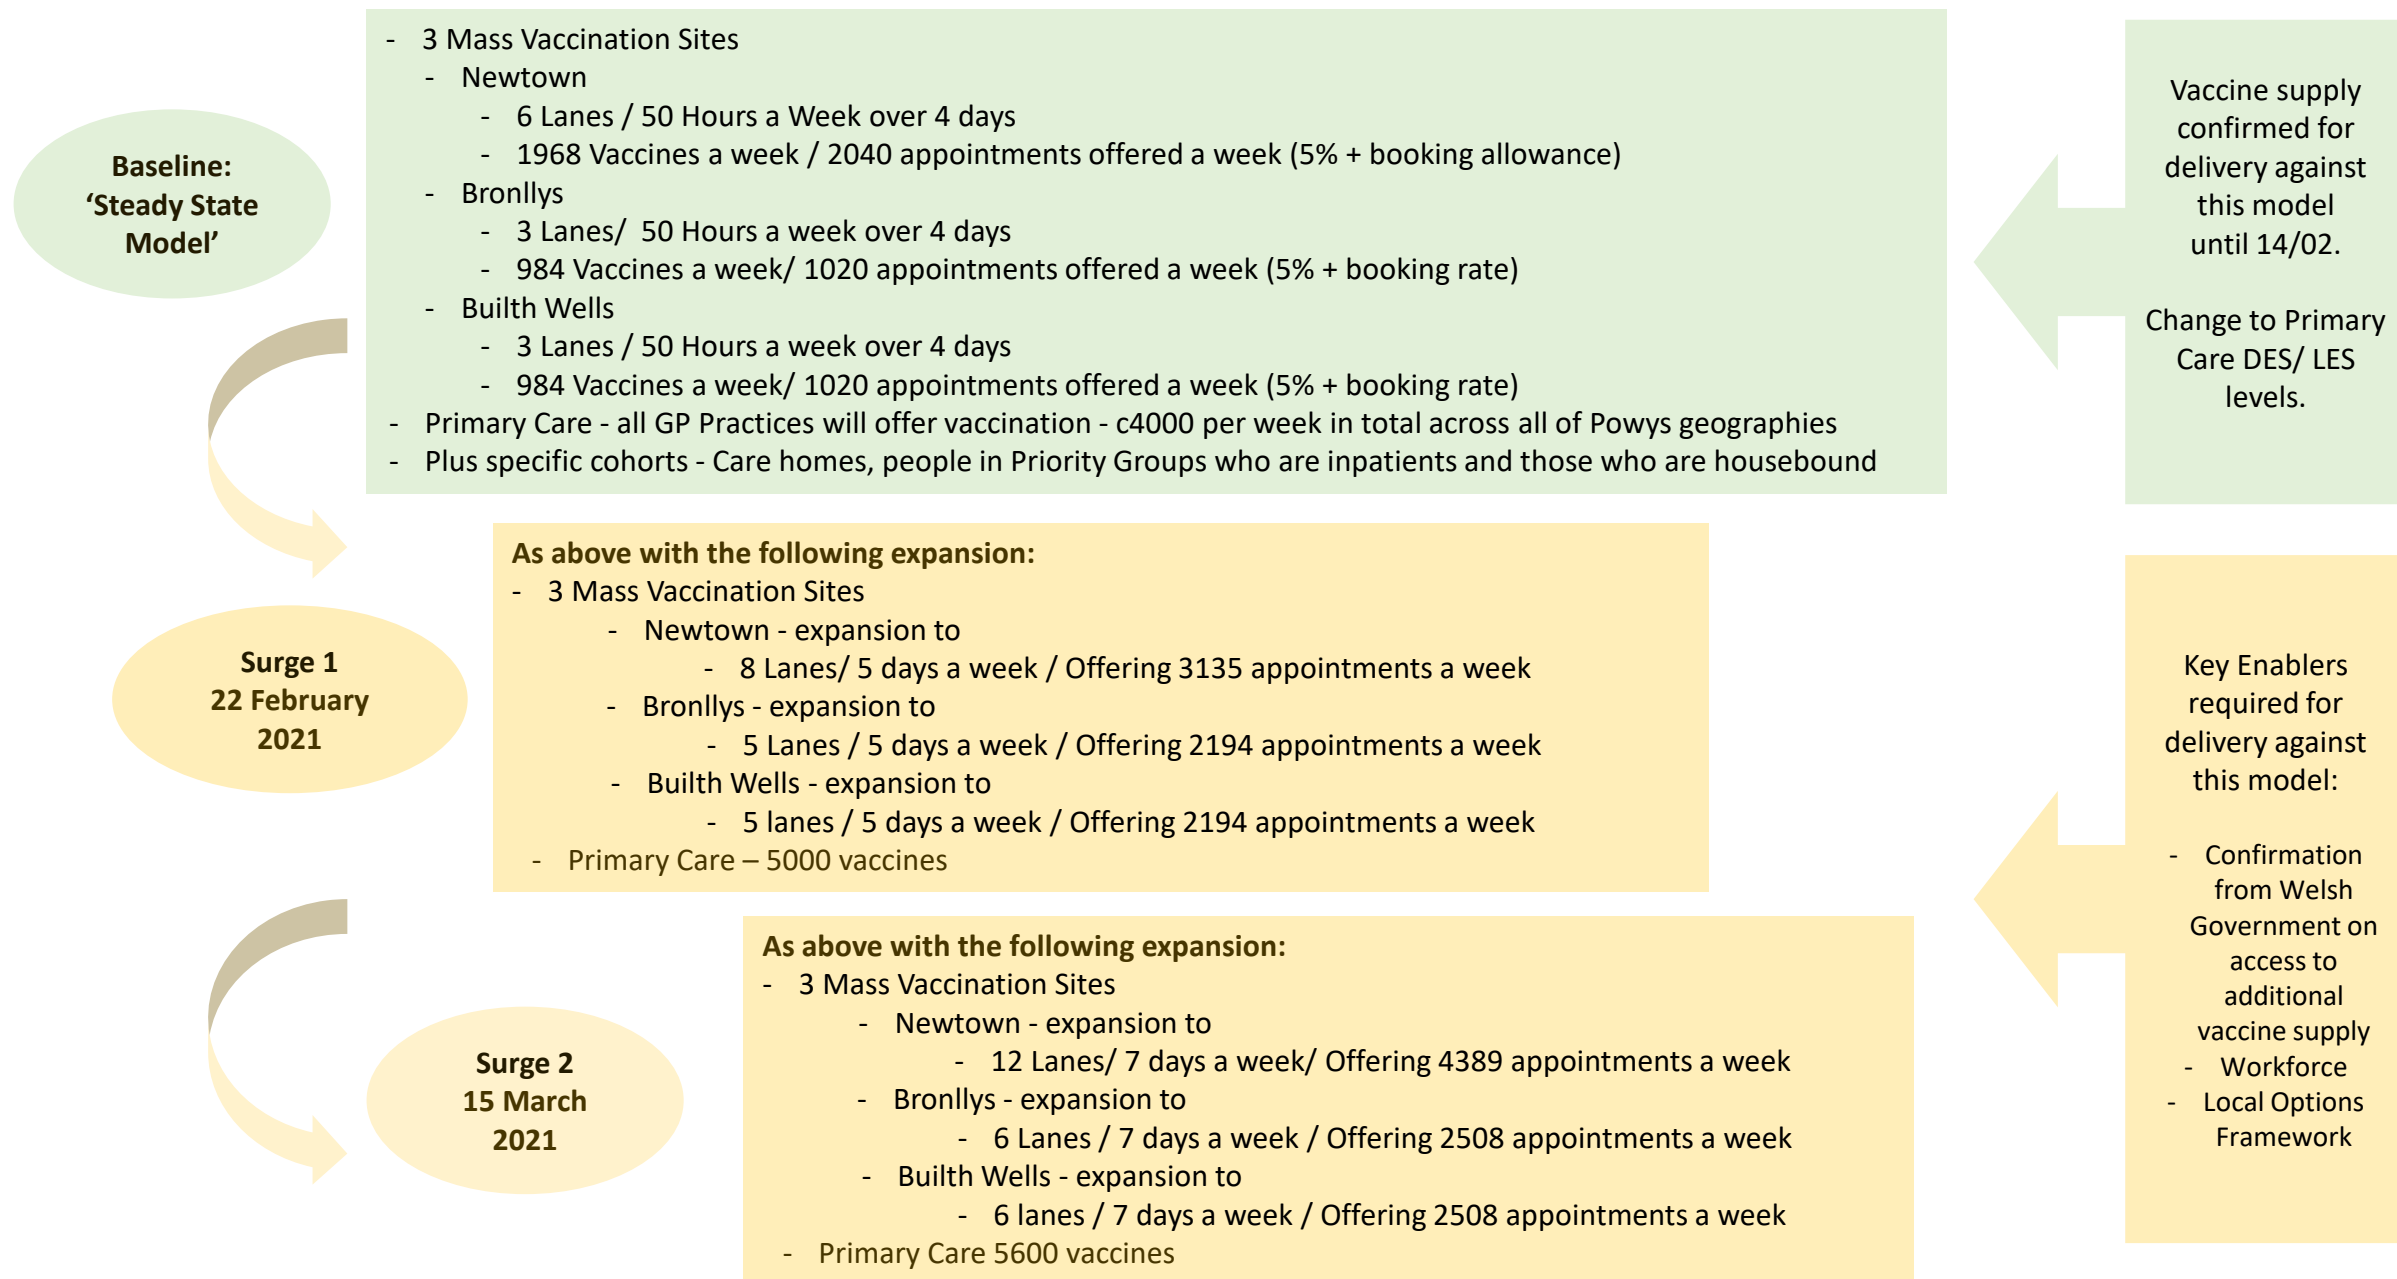 Baseline:
‘Steady State
Model’
- 3 Mass Vaccination Sites
- Newtown
- 6 Lanes / 50 Hours a Week over 4 days
- 1968 Vaccines a week / 2040 appointments offered a week (5% + booking allowance)
- Bronllys
- 3 Lanes/ 50 Hours a week over 4 days
- 984 Vaccines a week/ 1020 appointments offered a week (5% + booking rate)
- Builth Wells
- 3 Lanes / 50 Hours a week over 4 days
- 984 Vaccines a week/ 1020 appointments offered a week (5% + booking rate)
- Primary Care - all GP Practices will offer vaccination - c4000 per week in total across all of Powys geographies
- Plus specific cohorts - Care homes, people in Priority Groups who are inpatients and those who are housebound
Vaccine supply
confirmed for
delivery against
this model
until 14/02.
Change to Primary
Care DES/ LES
levels.
Surge 1
22 February
2021
As above with the following expansion:
- 3 Mass Vaccination Sites
- Newtown - expansion to
- 8 Lanes/ 5 days a week / Offering 3135 appointments a week
- Bronllys - expansion to
- 5 Lanes / 5 days a week / Offering 2194 appointments a week
- Builth Wells - expansion to
- 5 lanes / 5 days a week / Offering 2194 appointments a week
- Primary Care – 5000 vaccines
Surge 2
15 March
2021
As above with the following expansion:
- 3 Mass Vaccination Sites
- Newtown - expansion to
- 12 Lanes/ 7 days a week/ Offering 4389 appointments a week
- Bronllys - expansion to
- 6 Lanes / 7 days a week / Offering 2508 appointments a week
- Builth Wells - expansion to
- 6 lanes / 7 days a week / Offering 2508 appointments a week
- Primary Care 5600 vaccines
Key Enablers
required for
delivery against
this model:
- Confirmation
from Welsh
Government on
access to
additional
vaccine supply
- Workforce
- Local Options
Framework